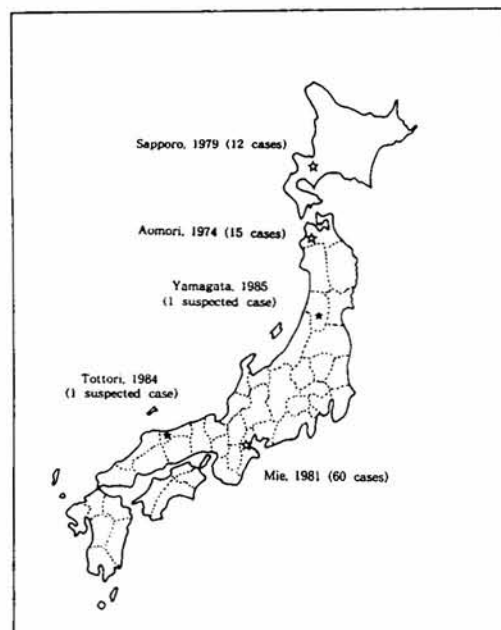 Sapporo, 1979 (12 cases)
Aomori, 1974 (15 cases)
Yamagata, 1985
(1 suspected case)
Tottori, 1984
(1 suspected case)
Mie, 1981 (60 cases)